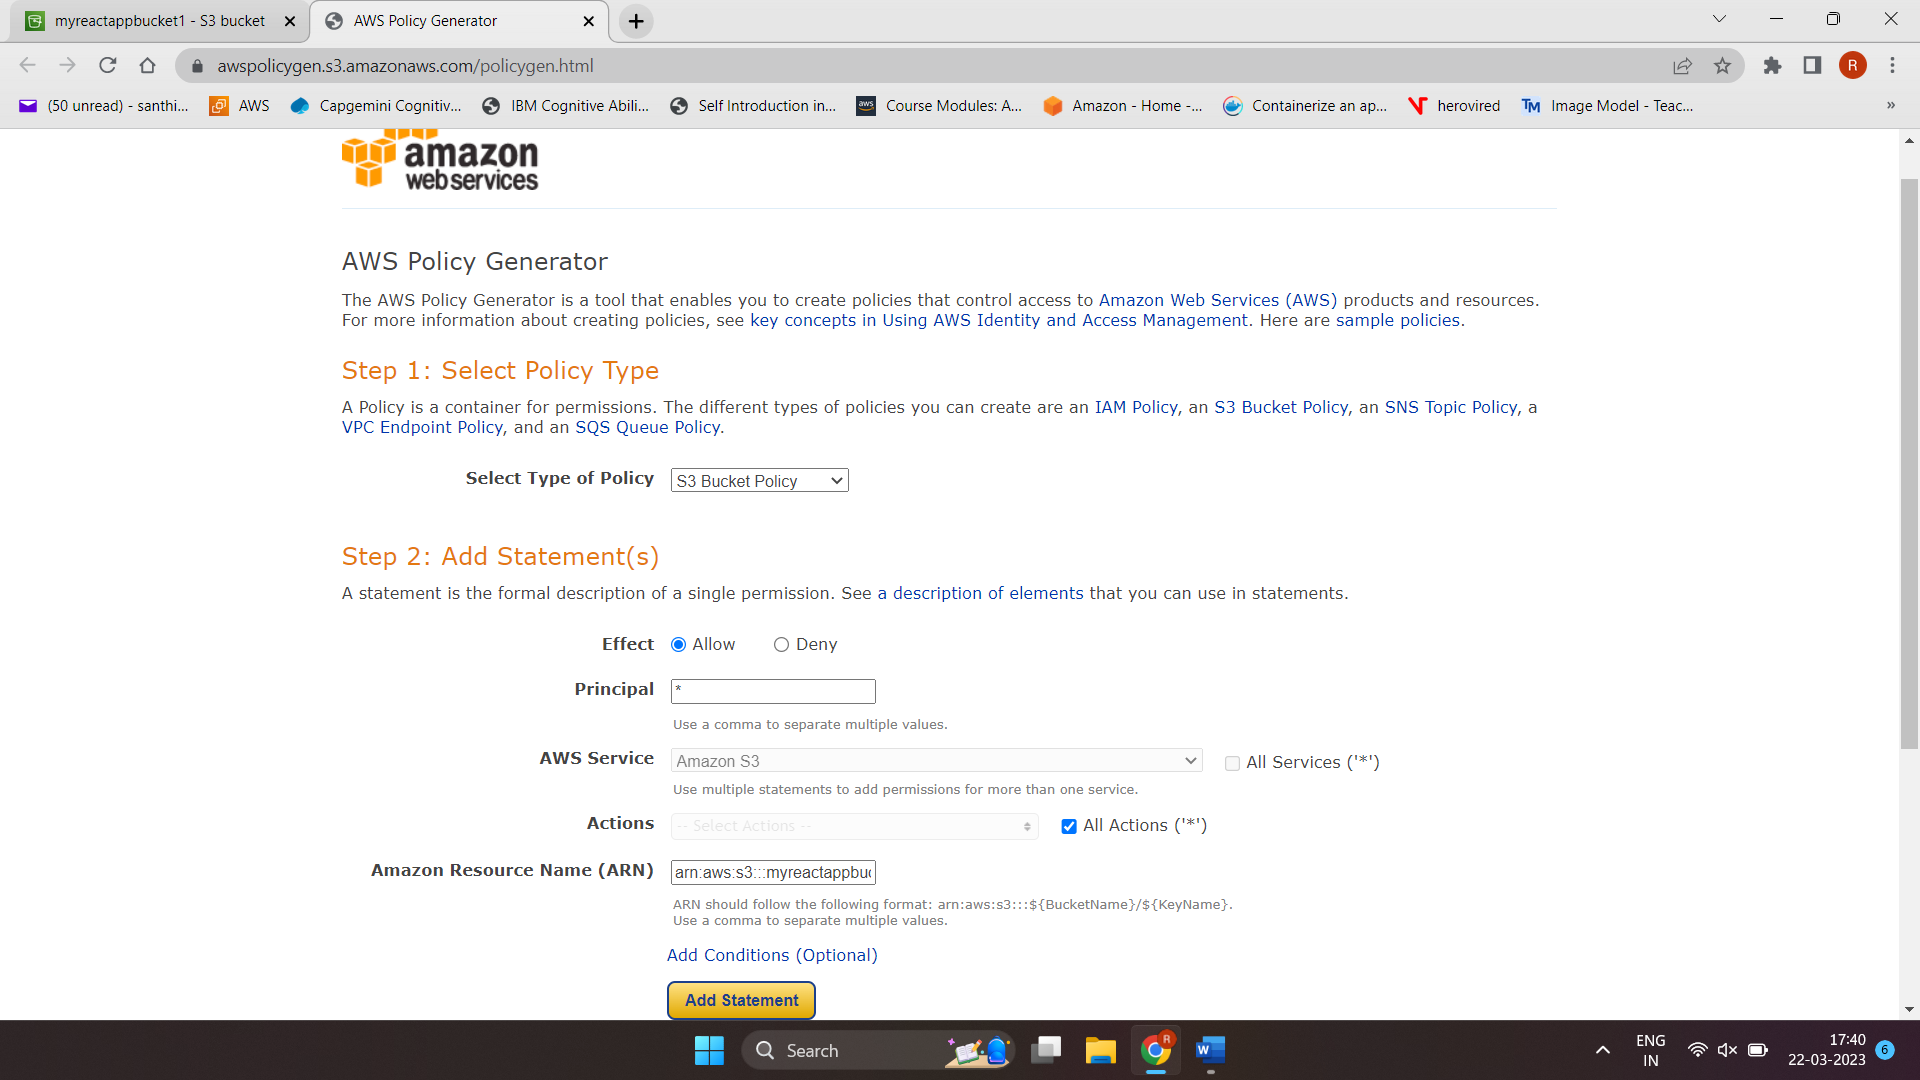 myreactappbucket1 - S3 bucket
AWS Policy Generator
awspolicygen.s3.amazonaws.com/policygen.html
R
(50 unread) - santhi...
AWS
Capgemini Cognitiv...
IBM Cognitive Abili...
Self Introduction in...
aws
Course Modules: A...
Amazon - Home -...
Containerize an ap...
herovired
TM
Image Model - Teac...
»
amazon
webservices
AWS Policy Generator
The AWS Policy Generator is a tool that enables you to create policies that control access to Amazon Web Services (AWS) products and resources.
For more information about creating policies, see key concepts in Using AWS Identity and Access Management. Here are sample policies.
Step 1: Select Policy Type
A Policy is a container for permissions. The different types of policies you can create are an IAM Policy, an S3 Bucket Policy, an SNS Topic Policy, a
VPC Endpoint Policy, and an SQS Queue Policy.
Select Type of Policy
S3 Bucket Policy
Step 2: Add Statement(s)
A statement is the formal description of a single permission. See a description of elements that you can use in statements.
Effect
Allow
Deny
Principal
*
Use a comma to separate multiple values.
AWS Service
Amazon S3
All Services ('*')
Use multiple statements to add permissions for more than one service.
Actions
-- Select Actions --
All Actions ('*')
Amazon Resource Name (ARN)
arn:aws:s3:::myreactappbuc
ARN should follow the following format: arn:aws:s3:::${BucketName}/${KeyName}.
Use a comma to separate multiple values.
Add Conditions (Optional)
Add Statement
Search
R
W
ENG
IN
17:40
22-03-2023
6